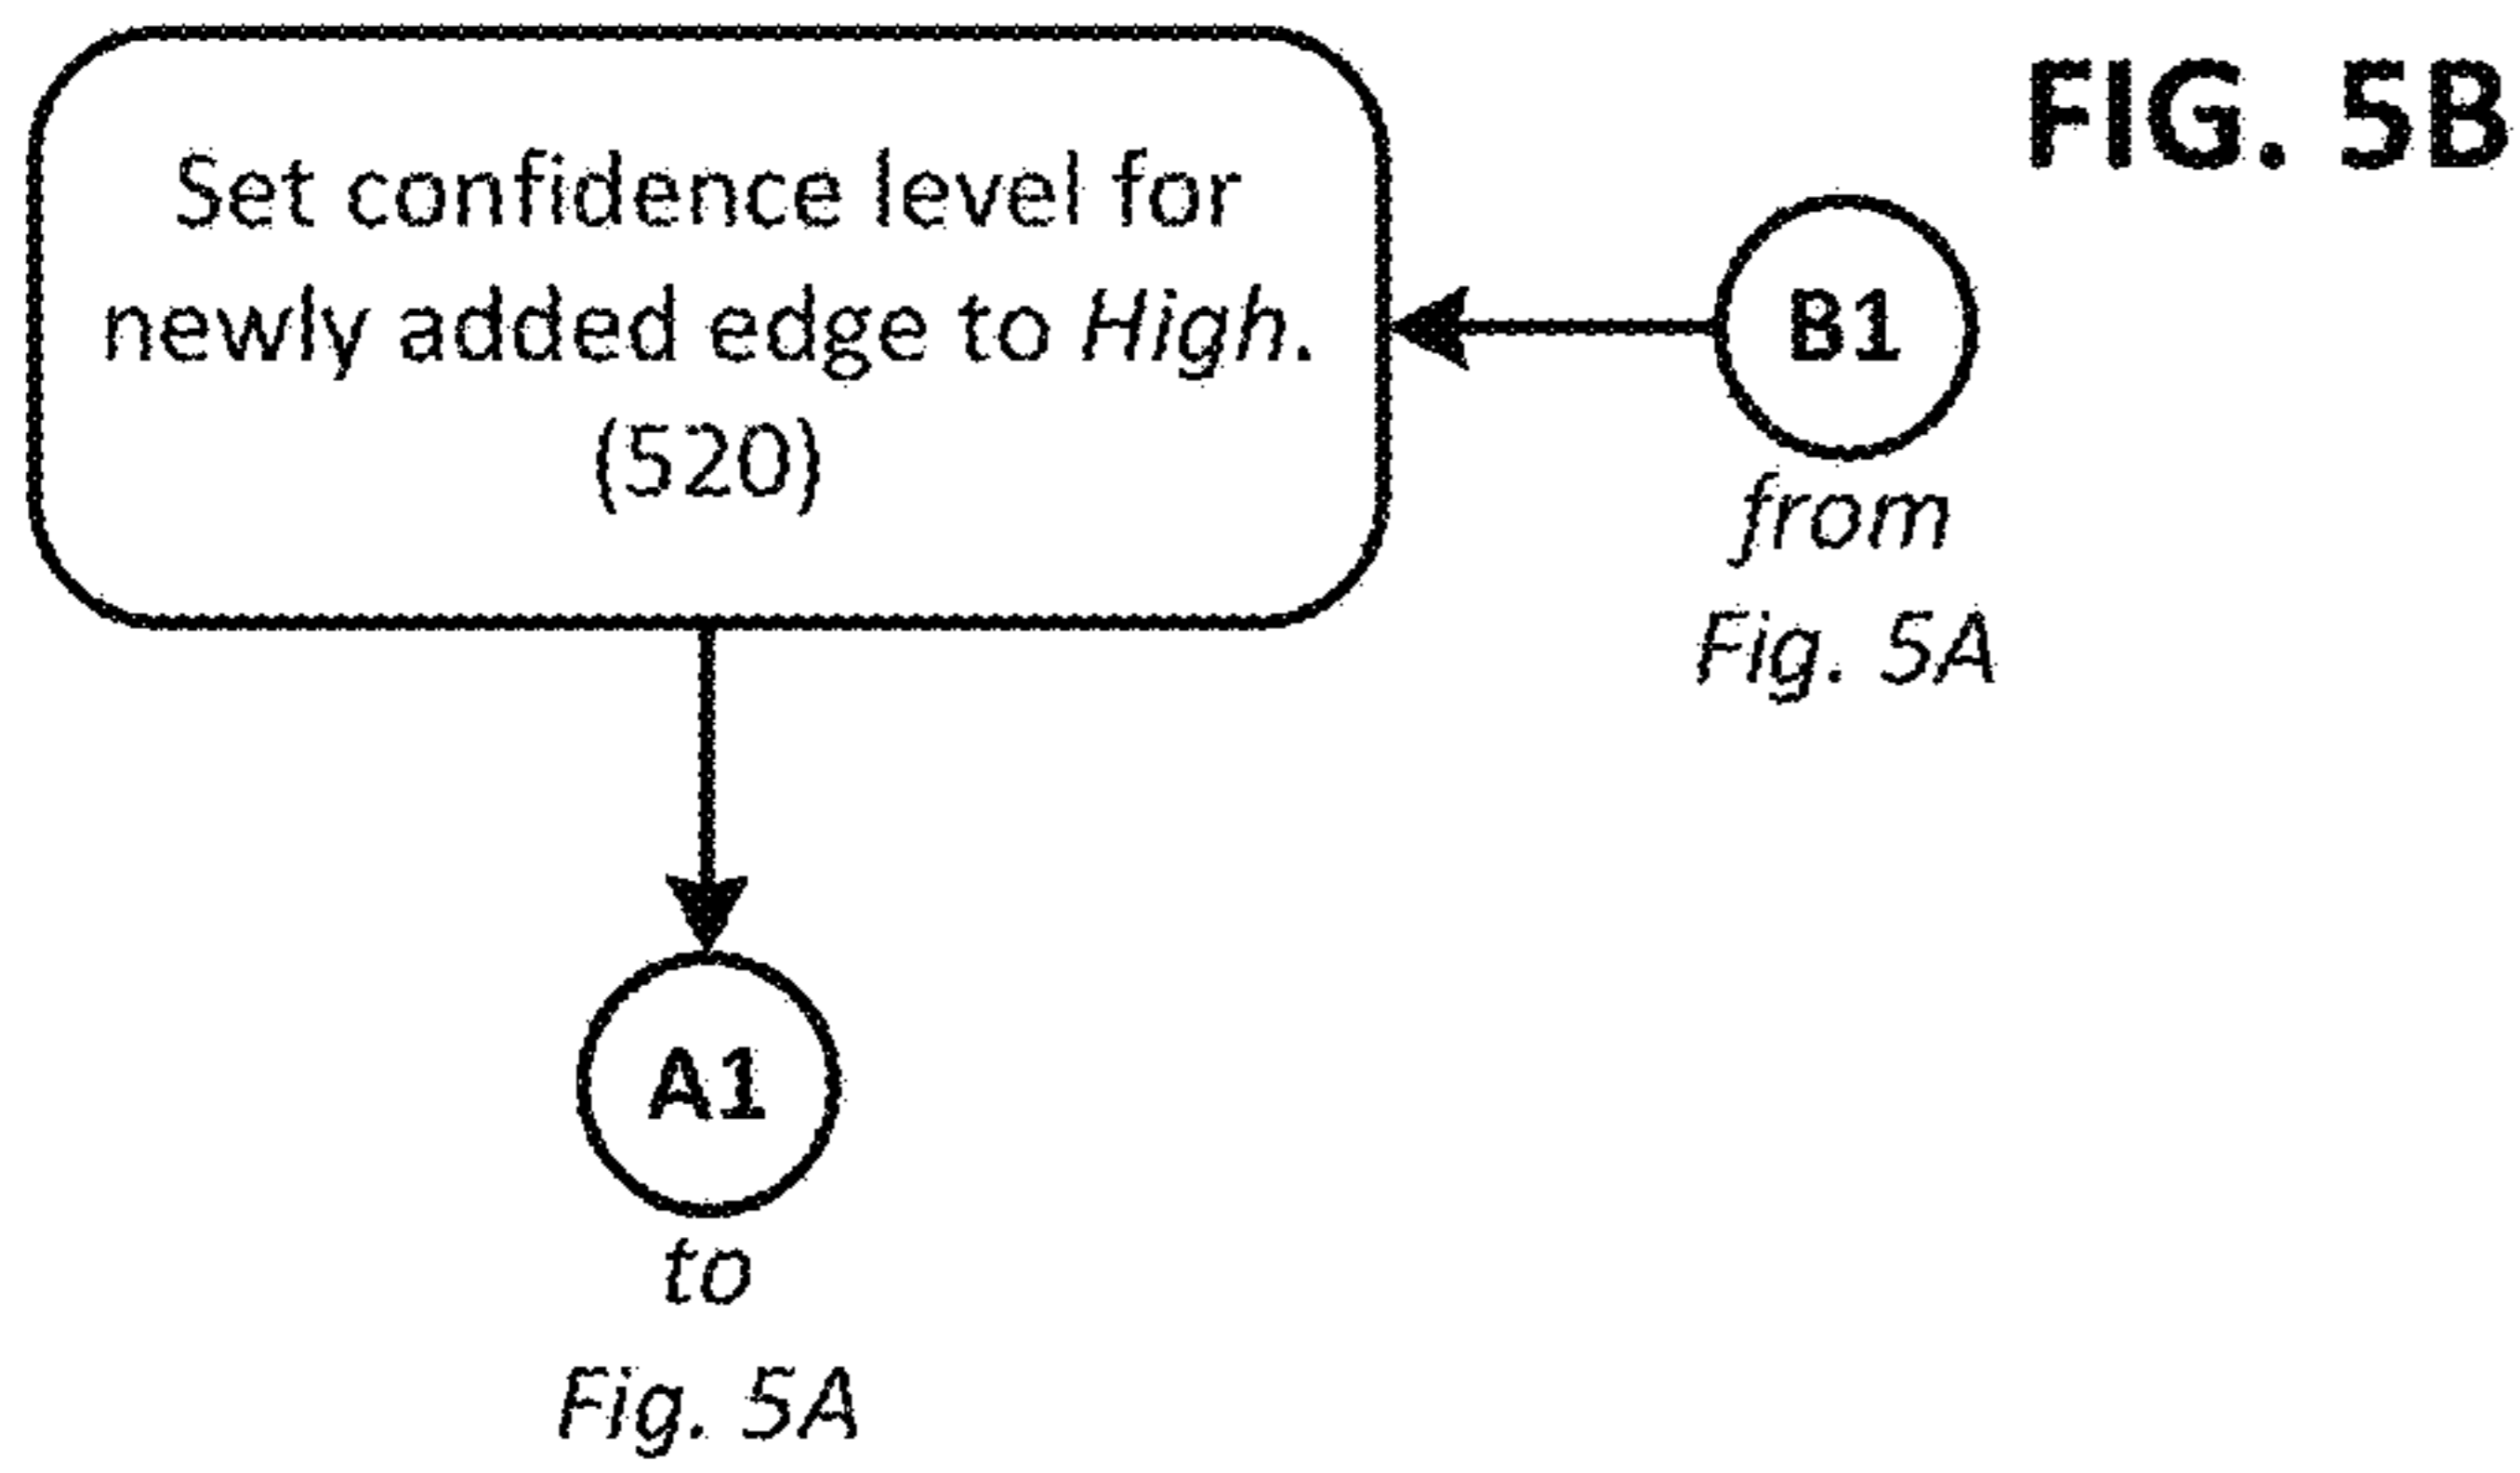 FIG. 5B
Set confidence level for
newly added edge to High.
(520)
B1
from
Fig. 5A
A1
to
Fig. 5A